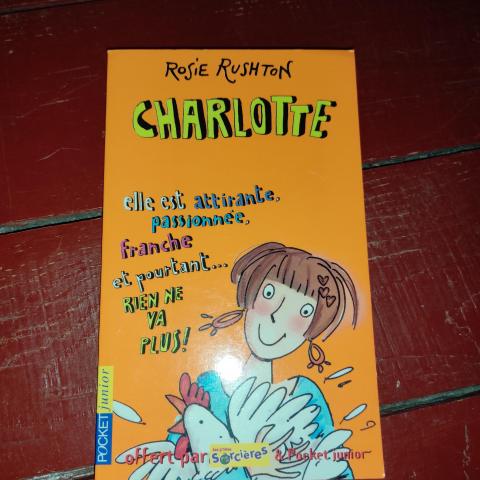 ROSIE RUSHTON
CHARLOTTE
elle est attirante,
passionnée,
franche
et pourtant...
RIEN NE
VA
PLUS!
POCKET junior
offert par SORCIÈRES & Pocket junior